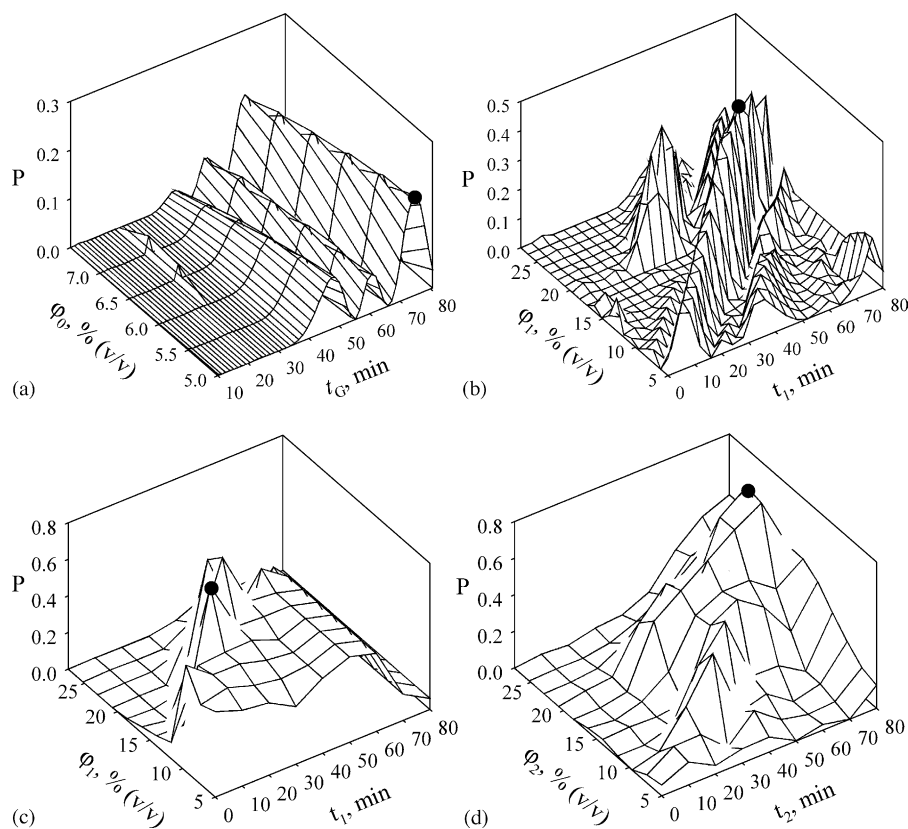 0.3
0.2
P
0.1
0.0
7.0
6.5
6.0
5.5
5.0
φ₀, % (v/v)
10 20 30 40 50 60 70 80
t_G, min
(a)
0.5
0.4
0.3
P
0.2
0.1
0.0
25
20
15
10
5
φ₁, % (v/v)
0 10 20 30 40 50 60 70 80
t₁, min
(b)
0.8
0.6
P
0.4
0.2
0.0
25
20
15
10
5
φ₁, % (v/v)
0 10 20 30 40 50 60 70 80
t₁, min
(c)
0.8
0.6
P
0.4
0.2
0.0
25
20
15
10
5
φ₂, % (v/v)
0 10 20 30 40 50 60 70 80
t₂, min
(d)